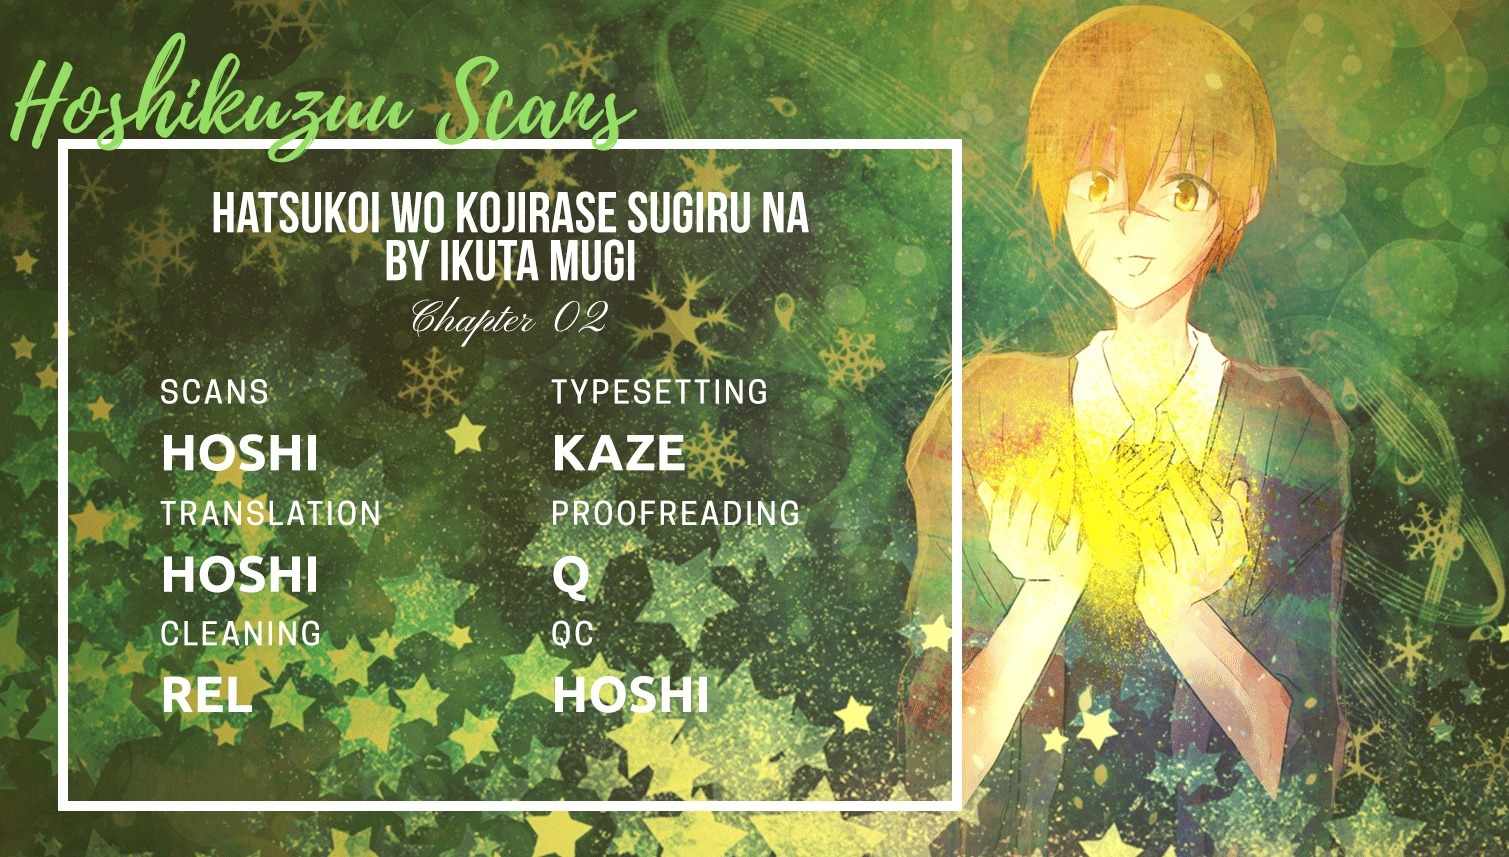 Hoshikuzuu Scans
HATSUKOI WO KOJIRASE SUGIRU NA
BY IKUTA MUGI
Chapter 02
SCANS
HOSHI
TRANSLATION
HOSHI
CLEANING
REL
TYPESETTING
KAZE
PROOFREADING
Q
QC
HOSHI